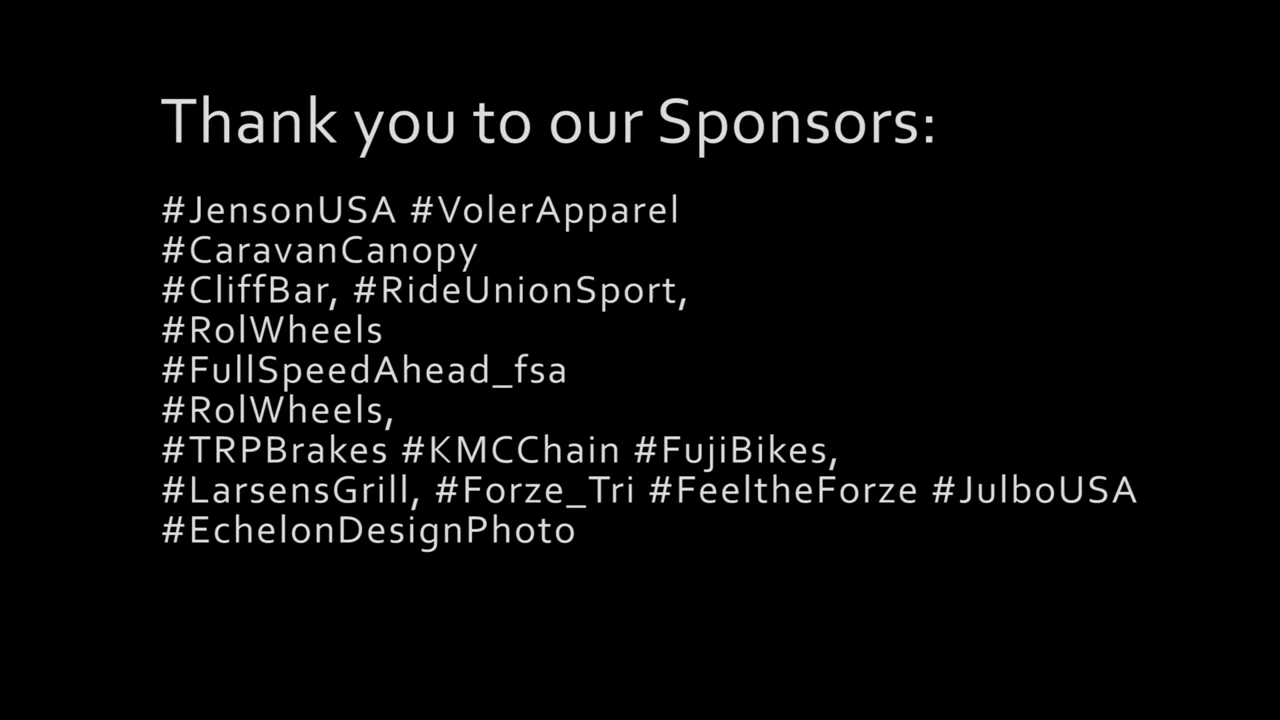 Thank you to our Sponsors:
#JensonUSA #VolerApparel
#CaravanCanopy
#CliffBar, #RideUnionSport,
#RolWheels
#FullSpeedAhead_fsa
#RolWheels,
#TRPBrakes #KMCChain #FujiBikes,
#LarsensGrill, #Forze_Tri #FeeltheForze #JulboUSA
#EchelonDesignPhoto